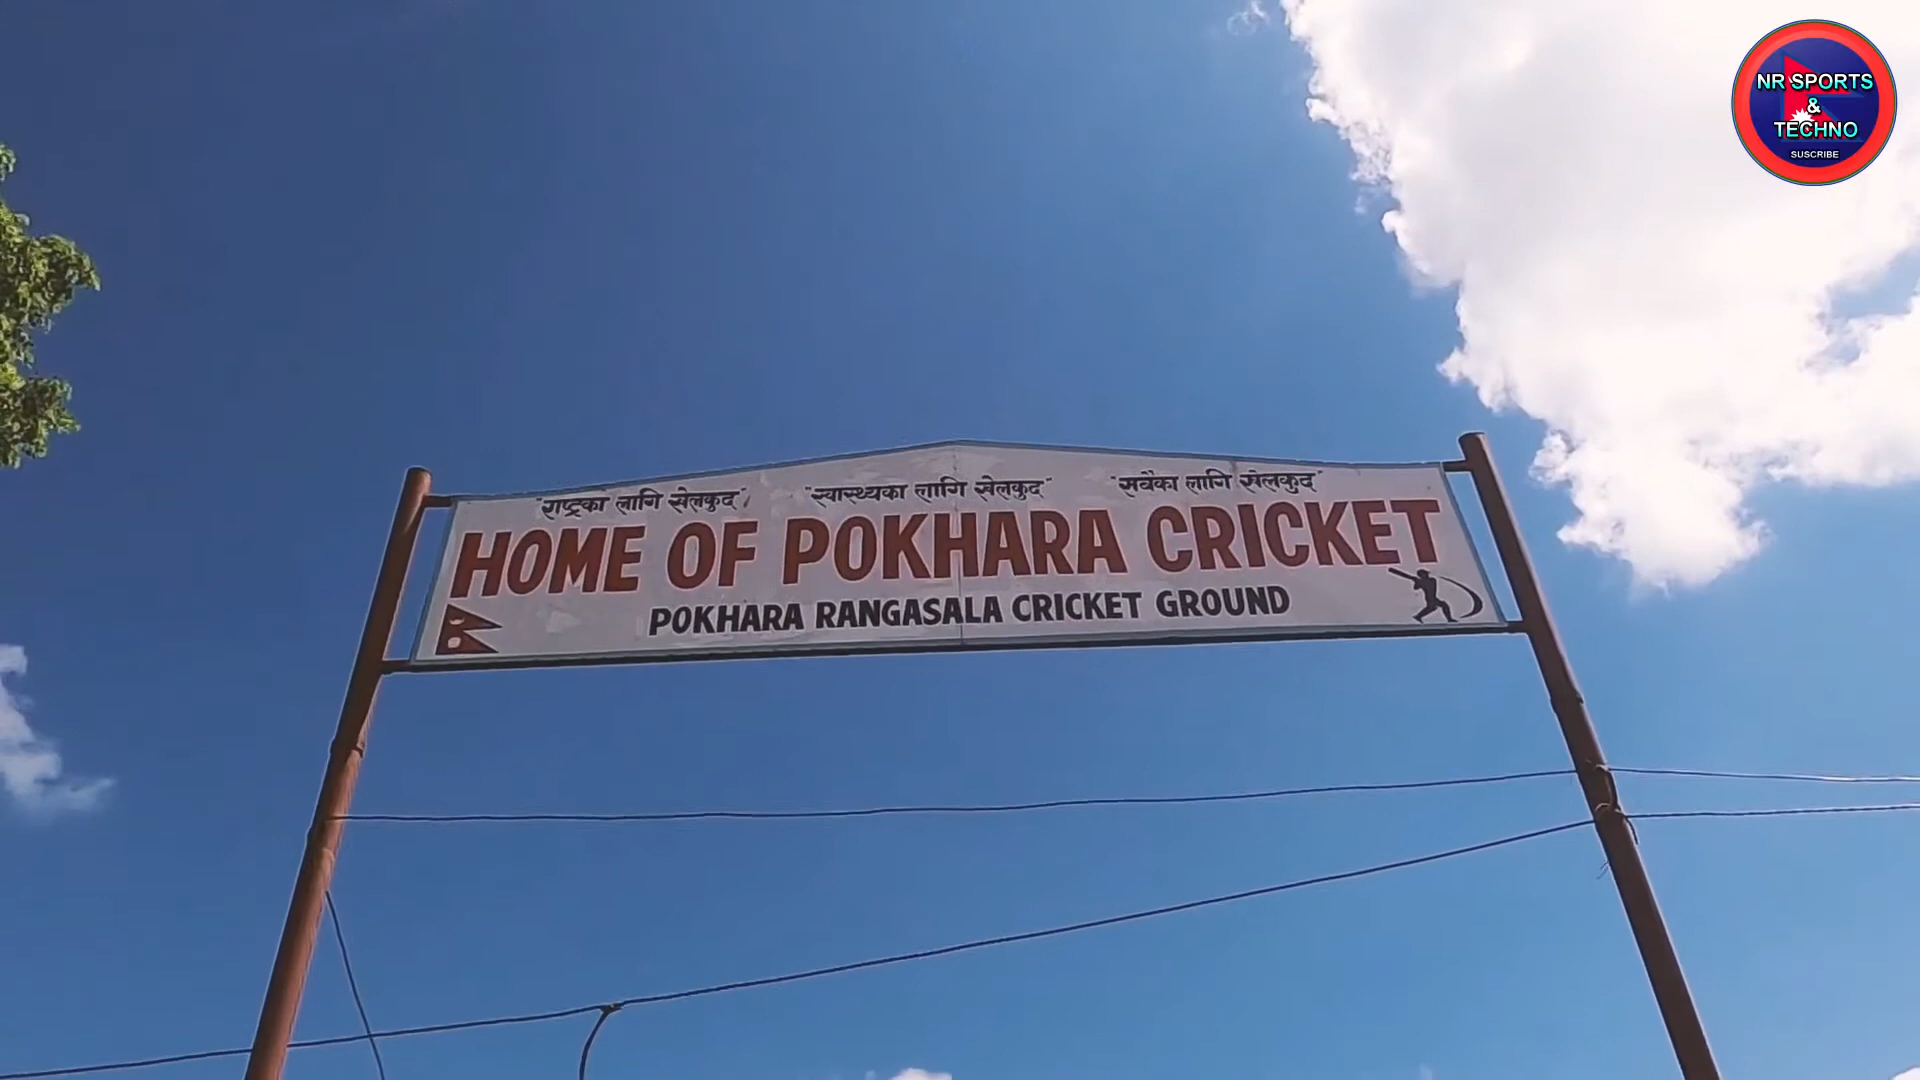 "राष्ट्रका लागि खेलकुद" "स्वास्थ्यका लागि खेलकुद" "सबैका लागि खेलकुद"
HOME OF POKHARA CRICKET
POKHARA RANGASALA CRICKET GROUND
NR SPORTS
&
TECHNO
SUSCRIBE